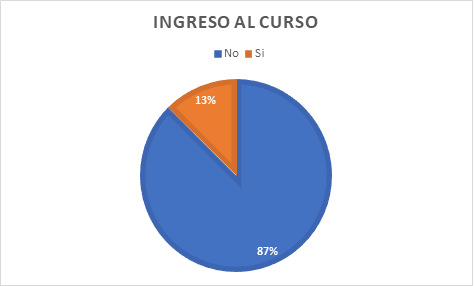 INGRESO AL CURSO
No Si
13%
87%